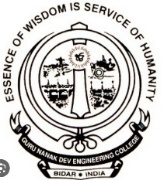 ESSENCE OF WISDOM IS SERVICE OF HUMANITY
ੴ
GURU NANAK DEV ENGINEERING COLLEGE
BIDAR • INDIA